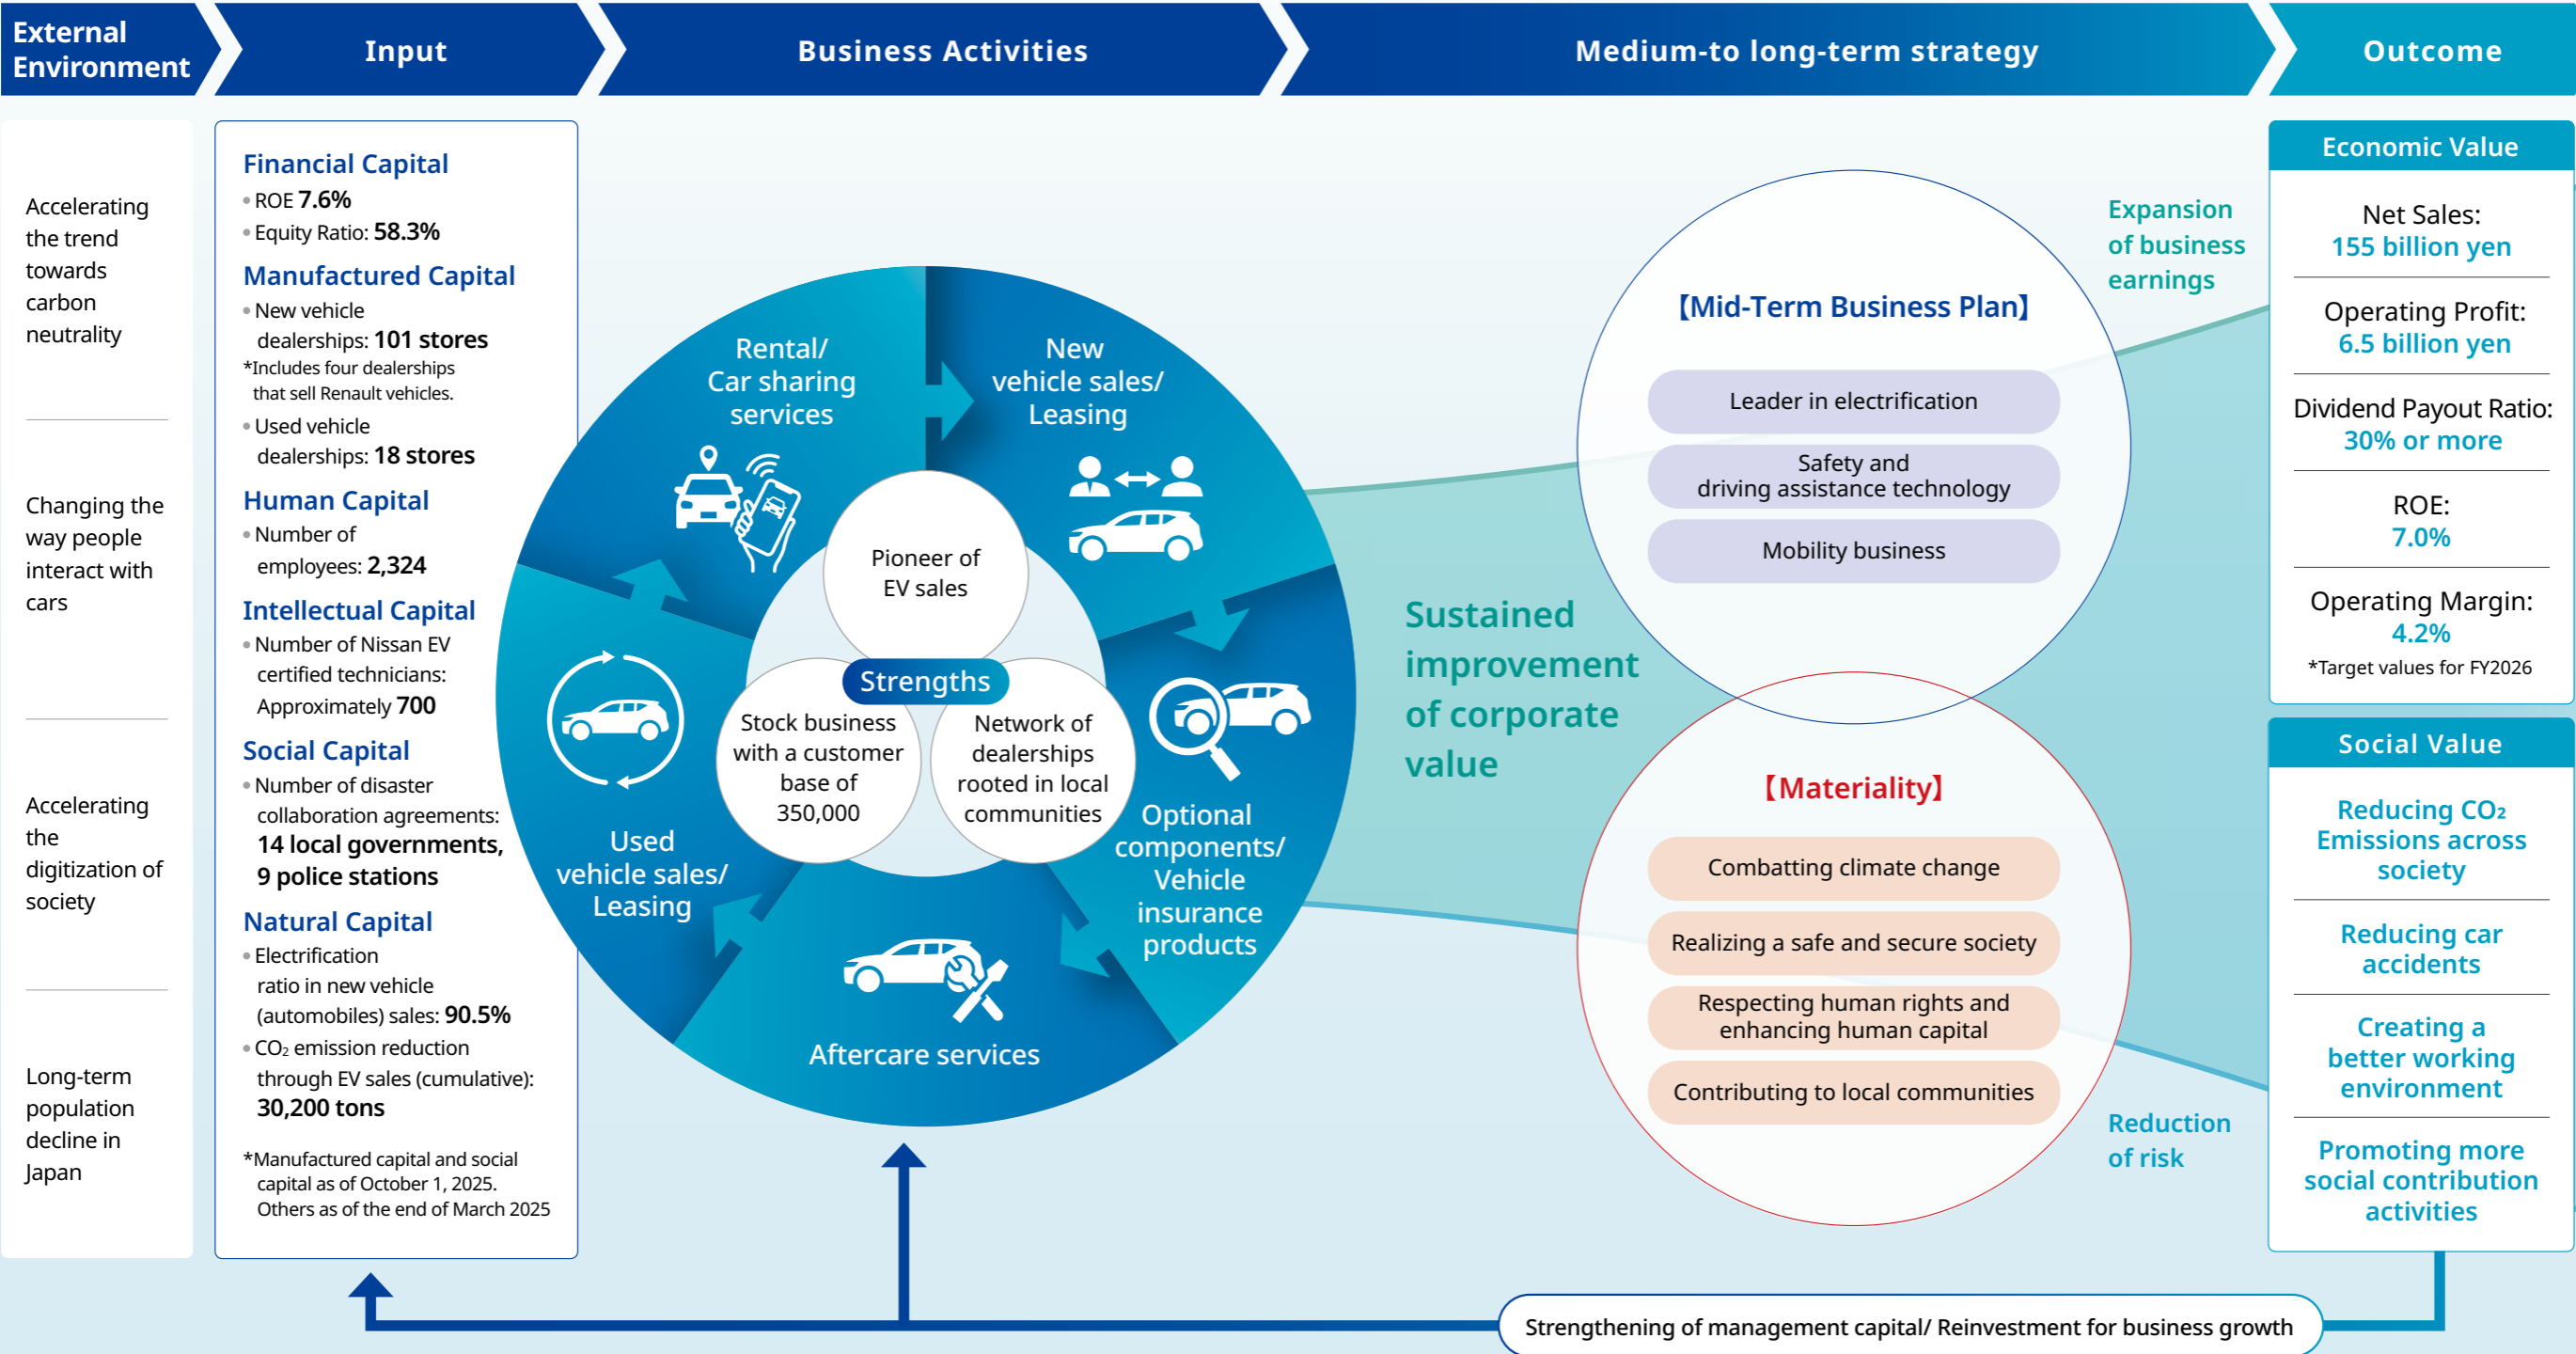 External
Environment
Input
Business Activities
Medium-to long-term strategy
Outcome
Accelerating
the trend
towards
carbon
neutrality
Changing the
way people
interact with
cars
Accelerating
the
digitization of
society
Long-term
population
decline in
Japan
Financial Capital
• ROE 7.6%
• Equity Ratio: 58.3%
Manufactured Capital
• New vehicle
dealerships: 101 stores
*Includes four dealerships
that sell Renault vehicles.
• Used vehicle
dealerships: 18 stores
Human Capital
• Number of
employees: 2,324
Intellectual Capital
• Number of Nissan EV
certified technicians:
Approximately 700
Social Capital
• Number of disaster
collaboration agreements:
14 local governments,
9 police stations
Natural Capital
• Electrification
ratio in new vehicle
(automobiles) sales: 90.5%
• CO₂ emission reduction
through EV sales (cumulative):
30,200 tons
*Manufactured capital and social
capital as of October 1, 2025.
Others as of the end of March 2025
Rental/
Car sharing
services
New
vehicle sales/
Leasing
Optional
components/
Vehicle
insurance
products
Aftercare services
Used
vehicle sales/
Leasing
Pioneer of
EV sales
Strengths
Stock business
with a customer
base of
350,000
Network of
dealerships
rooted in local
communities
Sustained
improvement
of corporate
value
【Mid-Term Business Plan】
Leader in electrification
Safety and
driving assistance technology
Mobility business
【Materiality】
Combatting climate change
Realizing a safe and secure society
Respecting human rights and
enhancing human capital
Contributing to local communities
Expansion
of business
earnings
Reduction
of risk
Economic Value
Net Sales:
155 billion yen
Operating Profit:
6.5 billion yen
Dividend Payout Ratio:
30% or more
ROE:
7.0%
Operating Margin:
4.2%
*Target values for FY2026
Social Value
Reducing CO₂
Emissions across
society
Reducing car
accidents
Creating a
better working
environment
Promoting more
social contribution
activities
Strengthening of management capital/ Reinvestment for business growth